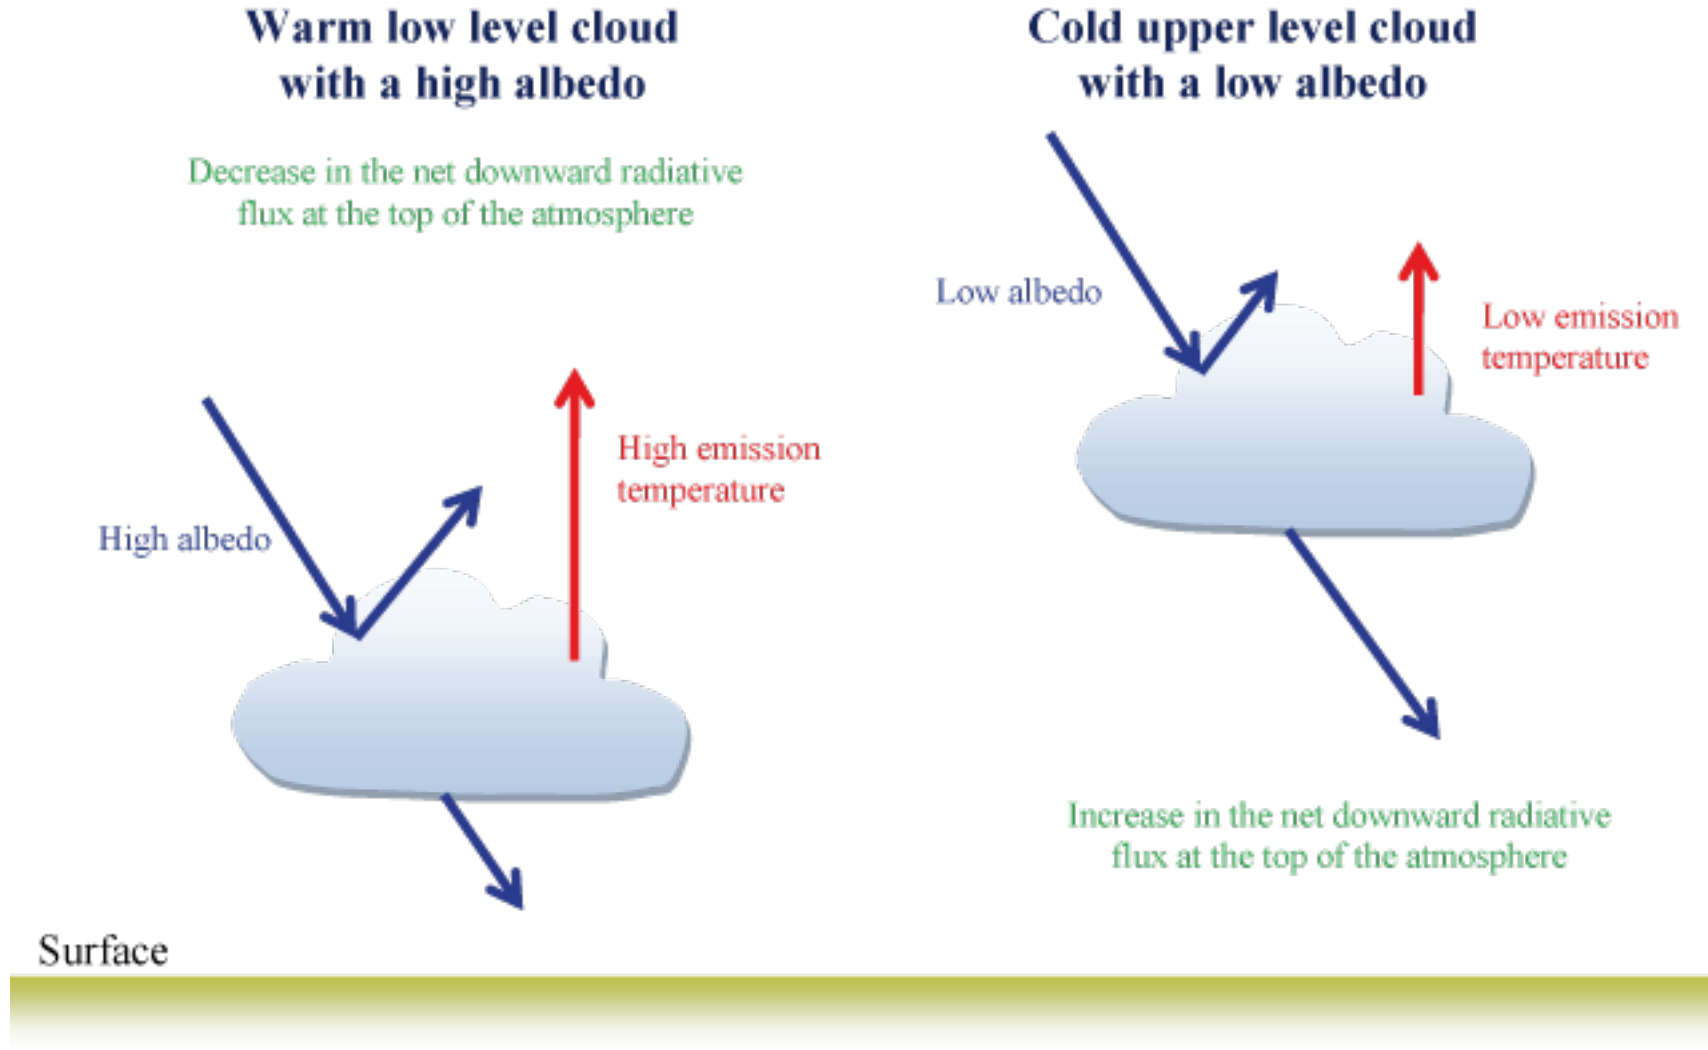 Warm low level cloud
with a high albedo
Decrease in the net downward radiative
flux at the top of the atmosphere
High albedo
High emission
temperature
Cold upper level cloud
with a low albedo
Low albedo
Low emission
temperature
Increase in the net downward radiative
flux at the top of the atmosphere
Surface